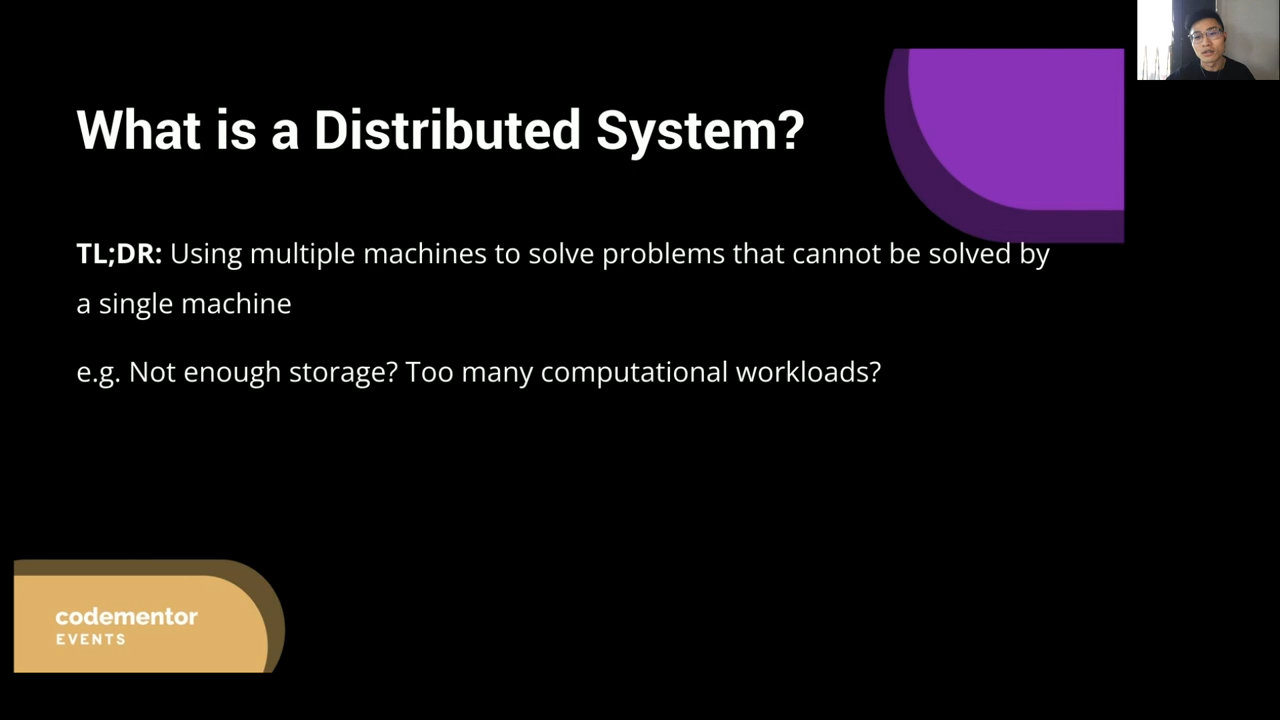 What is a Distributed System?
TL;DR: Using multiple machines to solve problems that cannot be solved by
a single machine
e.g. Not enough storage? Too many computational workloads?
codementor
EVENTS